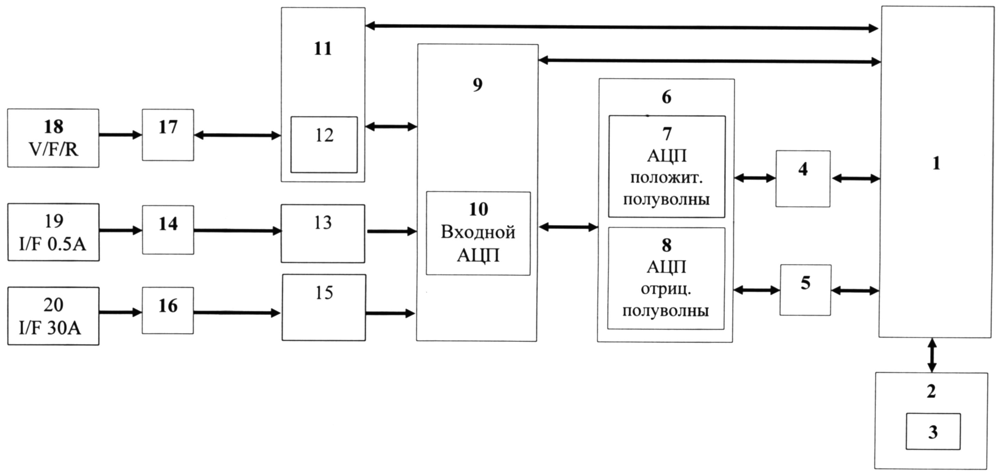 11
1
9
6
18
V/F/R
17
12
7
АЦП
положит.
полуволны
4
19
I/F 0.5A
14
13
10
Входной
АЦП
8
АЦП
отриц.
полуволны
5
20
I/F 30A
16
15
2
3